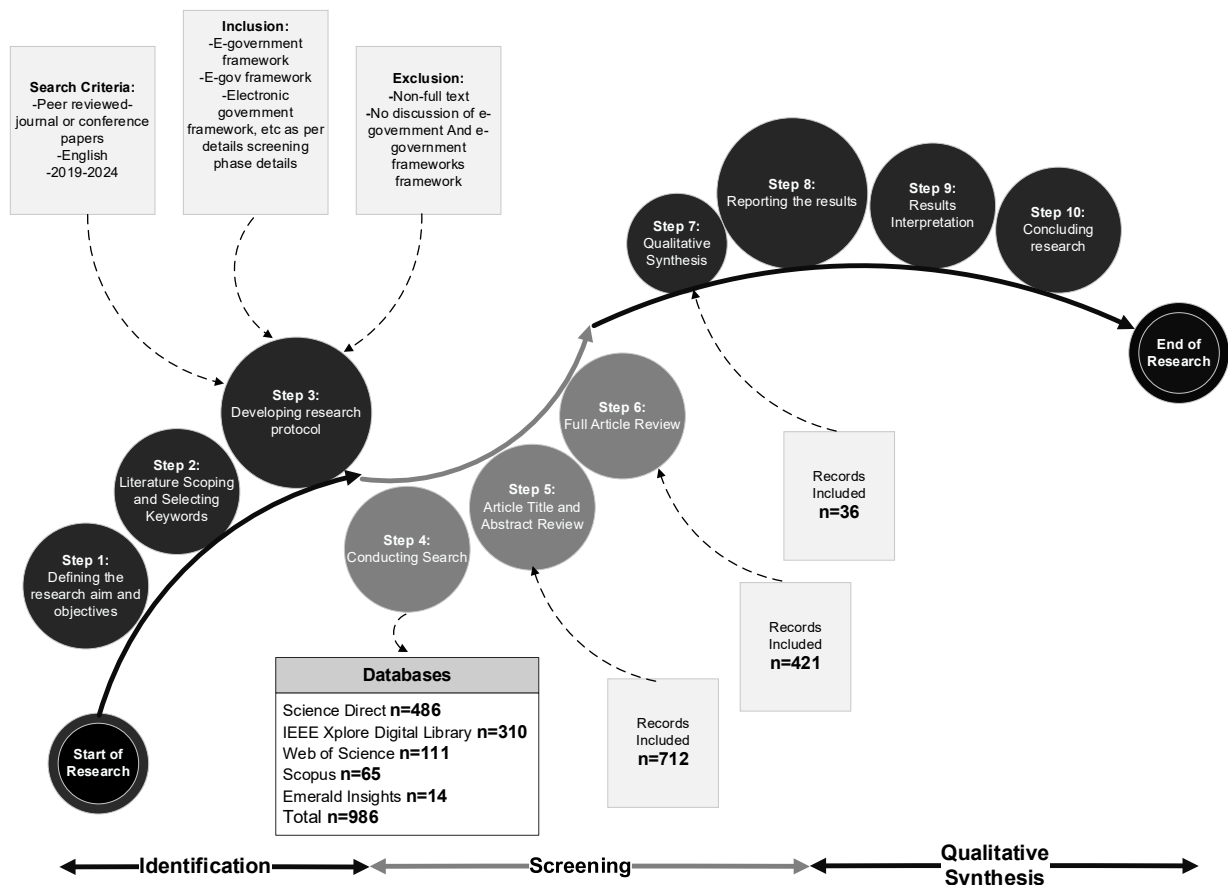 Search Criteria:
-Peer reviewed-
journal or conference
papers
-English
-2019-2024
Inclusion:
-E-government
framework
-E-gov framework
-Electronic
government
framework, etc as per
details screening
phase details
Exclusion:
-Non-full text
-No discussion of e-
government And e-
government
frameworks
framework
Start of
Research
Step 1:
Defining the
research aim and
objectives
Step 2:
Literature Scoping
and Selecting
Keywords
Step 3:
Developing research
protocol
Step 4:
Conducting Search
Databases
Science Direct n=486
IEEE Xplore Digital Library n=310
Web of Science n=111
Scopus n=65
Emerald Insights n=14
Total n=986
Step 5:
Article Title and
Abstract Review
Records
Included
n=712
Step 6:
Full Article Review
Records
Included
n=421
Step 7:
Qualitative
Synthesis
Records
Included
n=36
Step 8:
Reporting the results
Step 9:
Results
Interpretation
Step 10:
Concluding
research
End of
Research
Identification
Screening
Qualitative
Synthesis